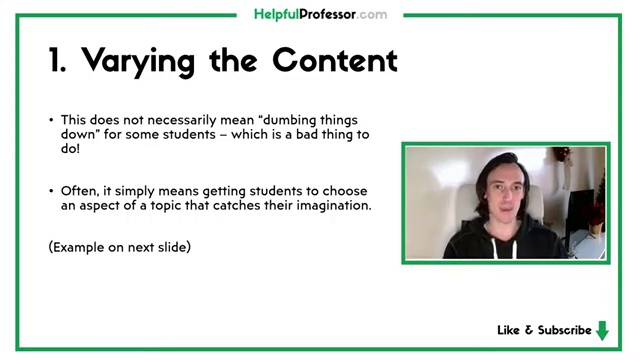 HelpfulProfessor.com
1. Varying the Content
• This does not necessarily mean “dumbing things
down” for some students – which is a bad thing to
do!
• Often, it simply means getting students to choose
an aspect of a topic that catches their imagination.
(Example on next slide)
Like & Subscribe